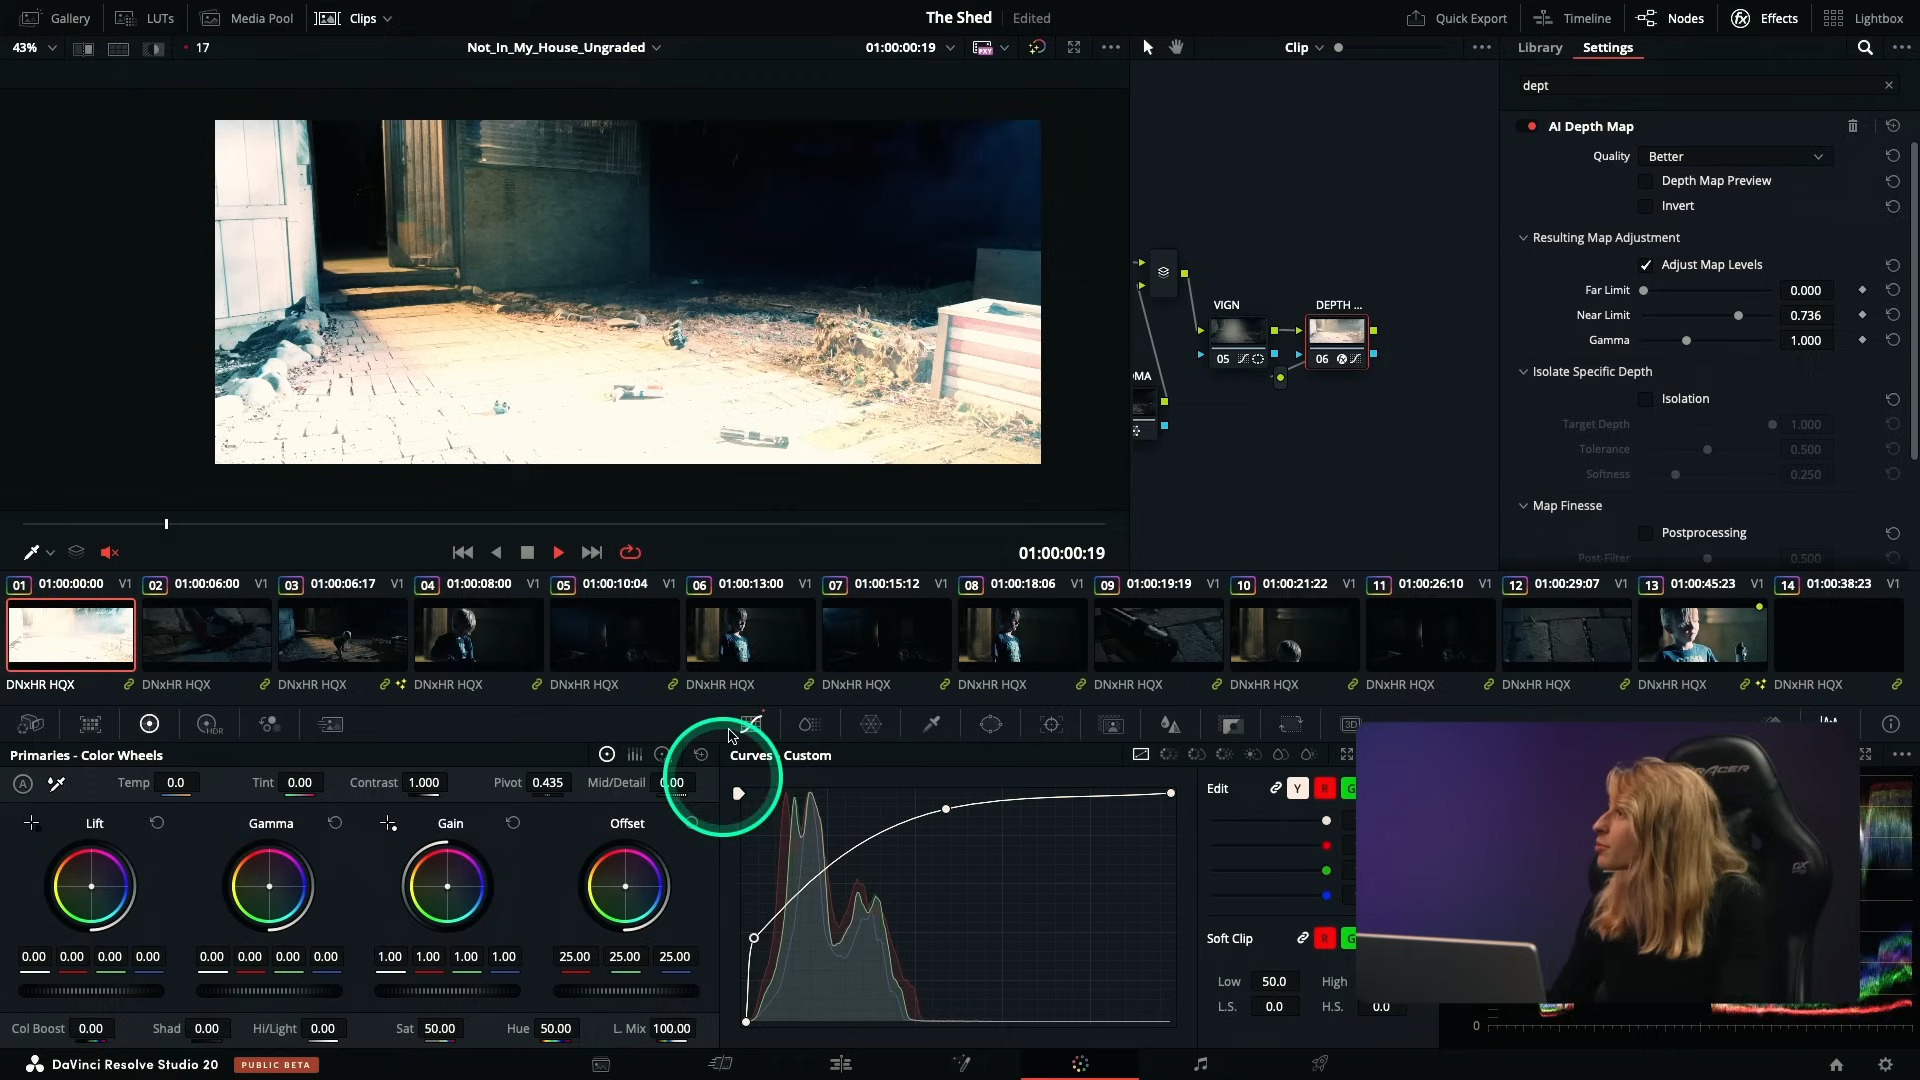 Gallery LUTs Media Pool Clips The Shed Edited Quick Export Timeline Nodes Effects Lightbox
43% 17 Not_In_My_House_Ungraded 01:00:00:19 Clip Library Settings
dept
AI Depth Map
Quality Better
Depth Map Preview
Invert
Resulting Map Adjustment
Adjust Map Levels
Far Limit 0.000
Near Limit 0.736
Gamma 1.000
Isolate Specific Depth
Isolation
Target Depth 1.000
Tolerance 0.500
Softness 0.250
Map Finesse
Postprocessing
Post-Filter 0.500
VIGN DEPTH ...
05 06
OMA
01:00:00:19
01 01:00:00:00 V1 02 01:00:06:00 V1 03 01:00:06:17 V1 04 01:00:08:00 V1 05 01:00:10:04 V1 06 01:00:13:00 V1 07 01:00:15:12 V1 08 01:00:18:06 V1 09 01:00:19:19 V1 10 01:00:21:22 V1 11 01:00:26:10 V1 12 01:00:29:07 V1 13 01:00:45:23 V1 14 01:00:38:23 V1
DNxHR HQX DNxHR HQX DNxHR HQX DNxHR HQX DNxHR HQX DNxHR HQX DNxHR HQX DNxHR HQX DNxHR HQX DNxHR HQX DNxHR HQX DNxHR HQX DNxHR HQX DNxHR HQX
HDR 3D
Primaries - Color Wheels Curves Custom
Temp 0.0 Tint 0.00 Contrast 1.000 Pivot 0.435 Mid/Detail 0.00
Edit Y R G
Lift Gamma Gain Offset
Soft Clip R G
0.00 0.00 0.00 0.00 0.00 0.00 0.00 0.00 1.00 1.00 1.00 1.00 25.00 25.00 25.00
Low 50.0 High
L.S. 0.0 H.S. 0.0
Col Boost 0.00 Shad 0.00 Hi/Light 0.00 Sat 50.00 Hue 50.00 L. Mix 100.00
0
DaVinci Resolve Studio 20 PUBLIC BETA